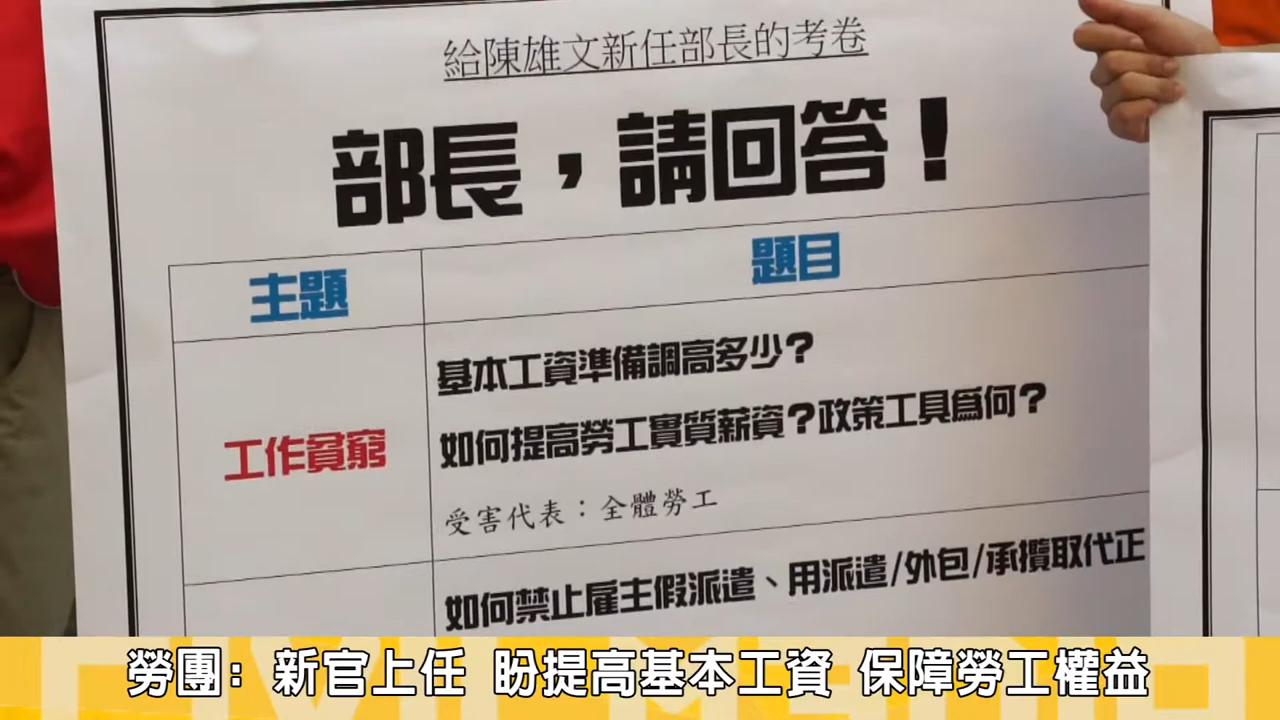 給陳雄文新任部長的考卷
部長，請回答！
主題
題目
工作貧窮
基本工資準備調高多少？
如何提高勞工實質薪資？政策工具為何？
受害代表：全體勞工
如何禁止雇主假派遣、用派遣/外包/承攬取代正
勞團：新官上任 盼提高基本工資 保障勞工權益